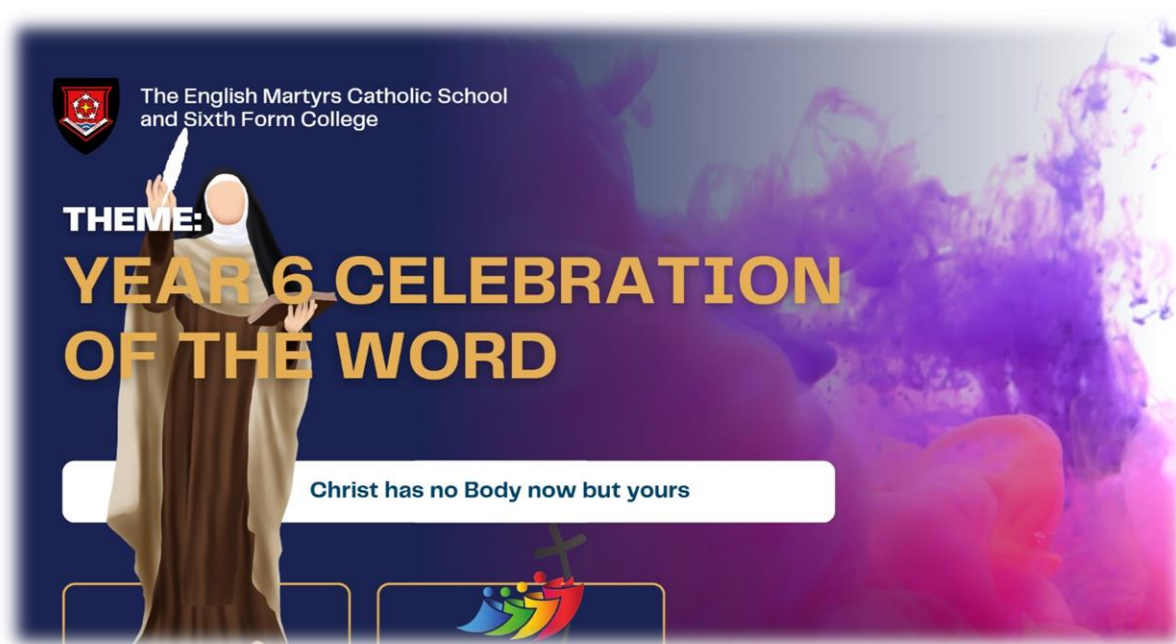 The English Martyrs Catholic School
and Sixth Form College
THEME:
YEAR 6 CELEBRATION
OF THE WORD
Christ has no Body now but yours